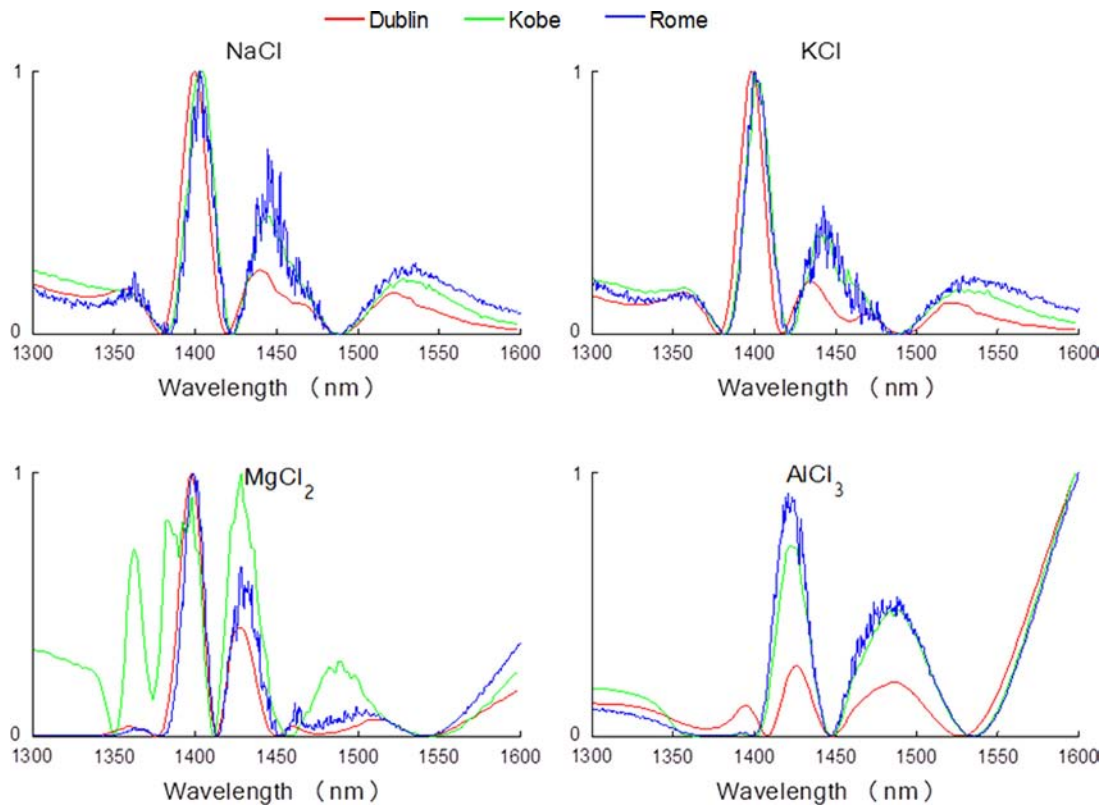 Dublin Kobe Rome
NaCl KCl
1 1
0 0
1300 1350 1400 1450 1500 1550 1600 1300 1350 1400 1450 1500 1550 1600
Wavelength (nm) Wavelength (nm)
1 MgCl2 1 AlCl3
0 0
1300 1350 1400 1450 1500 1550 1600 1300 1350 1400 1450 1500 1550 1600
Wavelength (nm) Wavelength (nm)